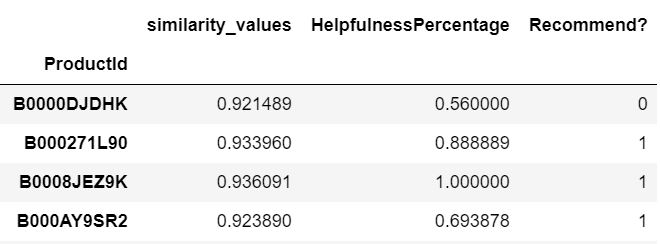 similarity_values HelpfulnessPercentage Recommend?
ProductId
B0000DJDHK 0.921489 0.560000 0
B000271L90 0.933960 0.888889 1
B0008JEZ9K 0.936091 1.000000 1
B000AY9SR2 0.923890 0.693878 1